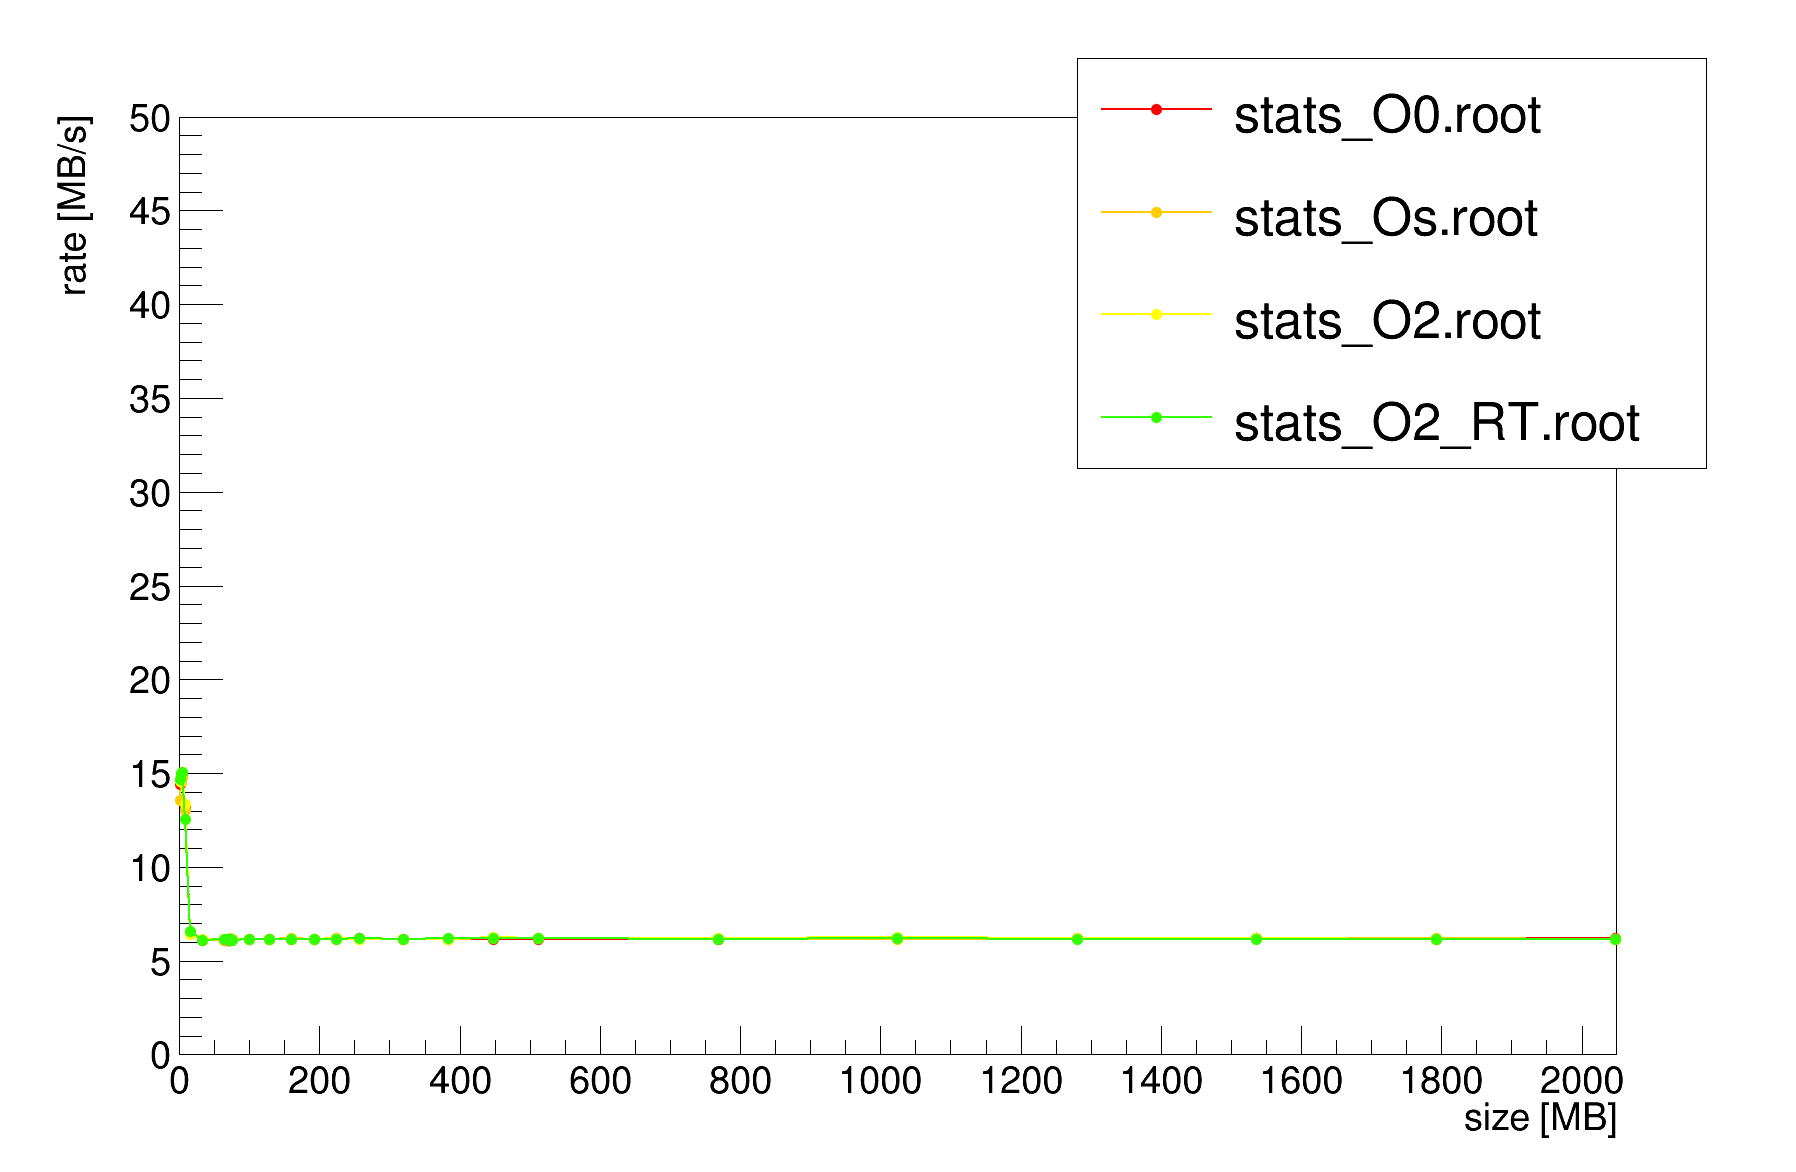 rate [MB/s]
50
45
40
35
30
25
20
15
10
5
0
stats_O0.root
stats_Os.root
stats_O2.root
stats_O2_RT.root
0 200 400 600 800 1000 1200 1400 1600 1800 2000
size [MB]